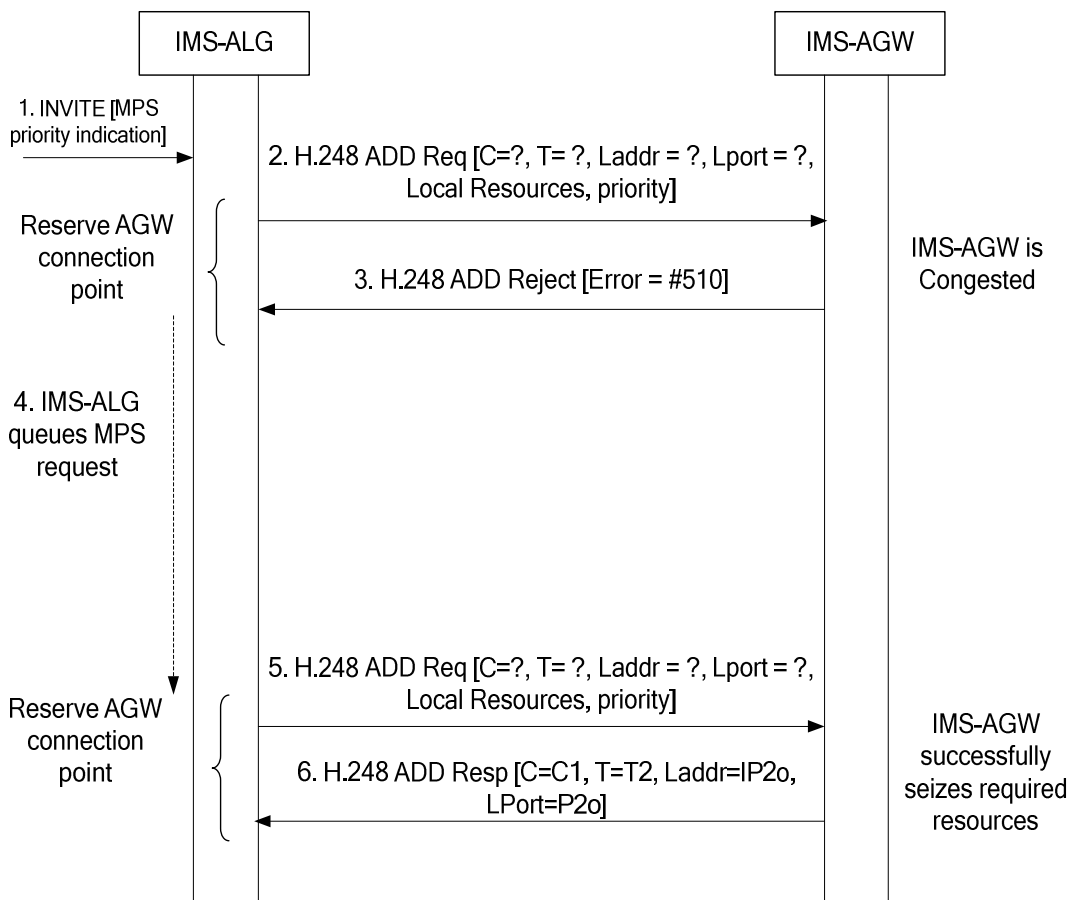 IMS-ALG
IMS-AGW
1. INVITE [MPS
priority indication]
2. H.248 ADD Req [C=?, T= ?, Laddr = ?, Lport = ?,
Local Resources, priority]
Reserve AGW
connection
point
IMS-AGW is
Congested
3. H.248 ADD Reject [Error = #510]
4. IMS-ALG
queues MPS
request
5. H.248 ADD Req [C=?, T= ?, Laddr = ?, Lport = ?,
Local Resources, priority]
Reserve AGW
connection
point
IMS-AGW
successfully
seizes required
resources
6. H.248 ADD Resp [C=C1, T=T2, Laddr=IP2o,
LPort=P2o]